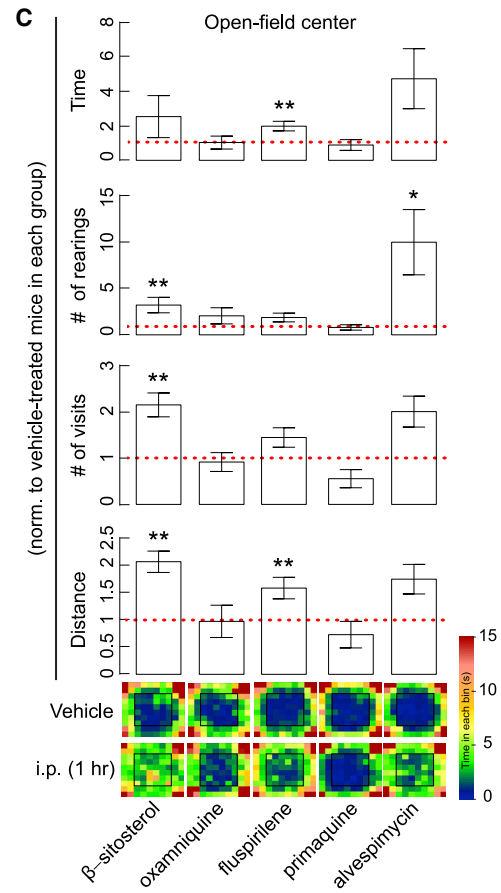 C
Open-field center
(norm. to vehicle-treated mice in each group)
Time
8
6
4
2
0
**
# of rearings
15
10
5
0
**
*
# of visits
3
2
1
0
**
Distance
2.5
2
1.5
1
0.5
0
**
**
Vehicle
i.p. (1 hr)
Time in each bin (s)
15
10
5
0
β-sitosterol
oxamniquine
fluspirilene
primaquine
alvespimycin